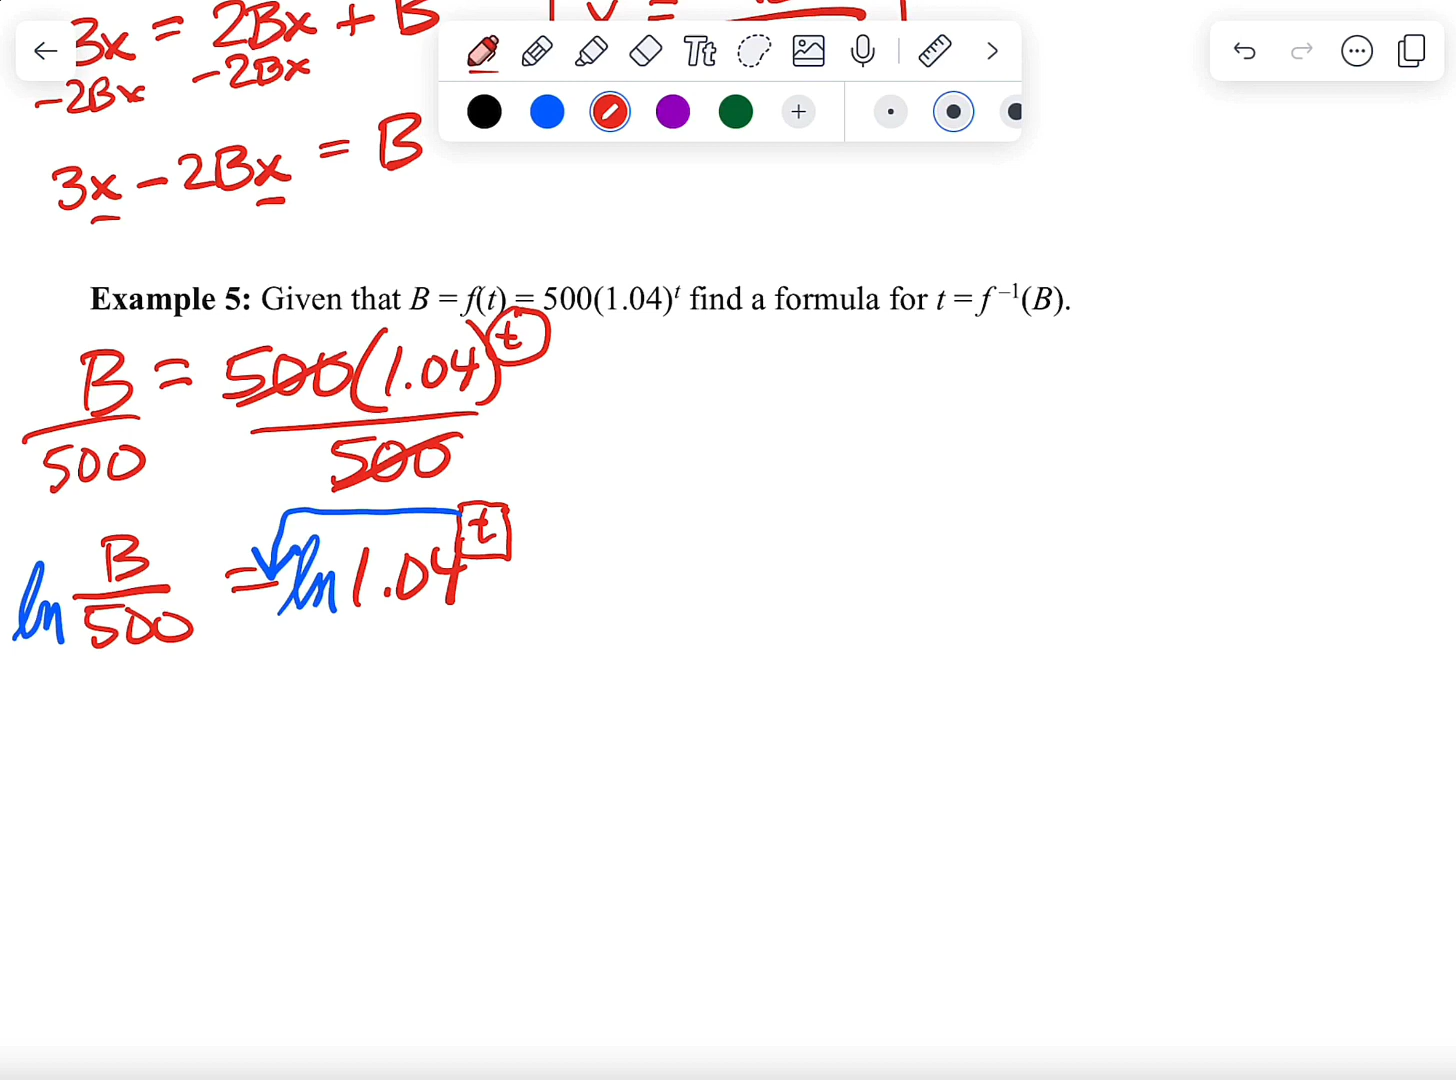 3x = 2Bx + B
-2Bx -2Bx
3x - 2Bx = B
Tt
Example 5: Given that B = f(t) = 500(1.04)^t find a formula for t = f^{-1}(B).
B/500 = 500(1.04)^t/500
ln B/500 = ln 1.04^t